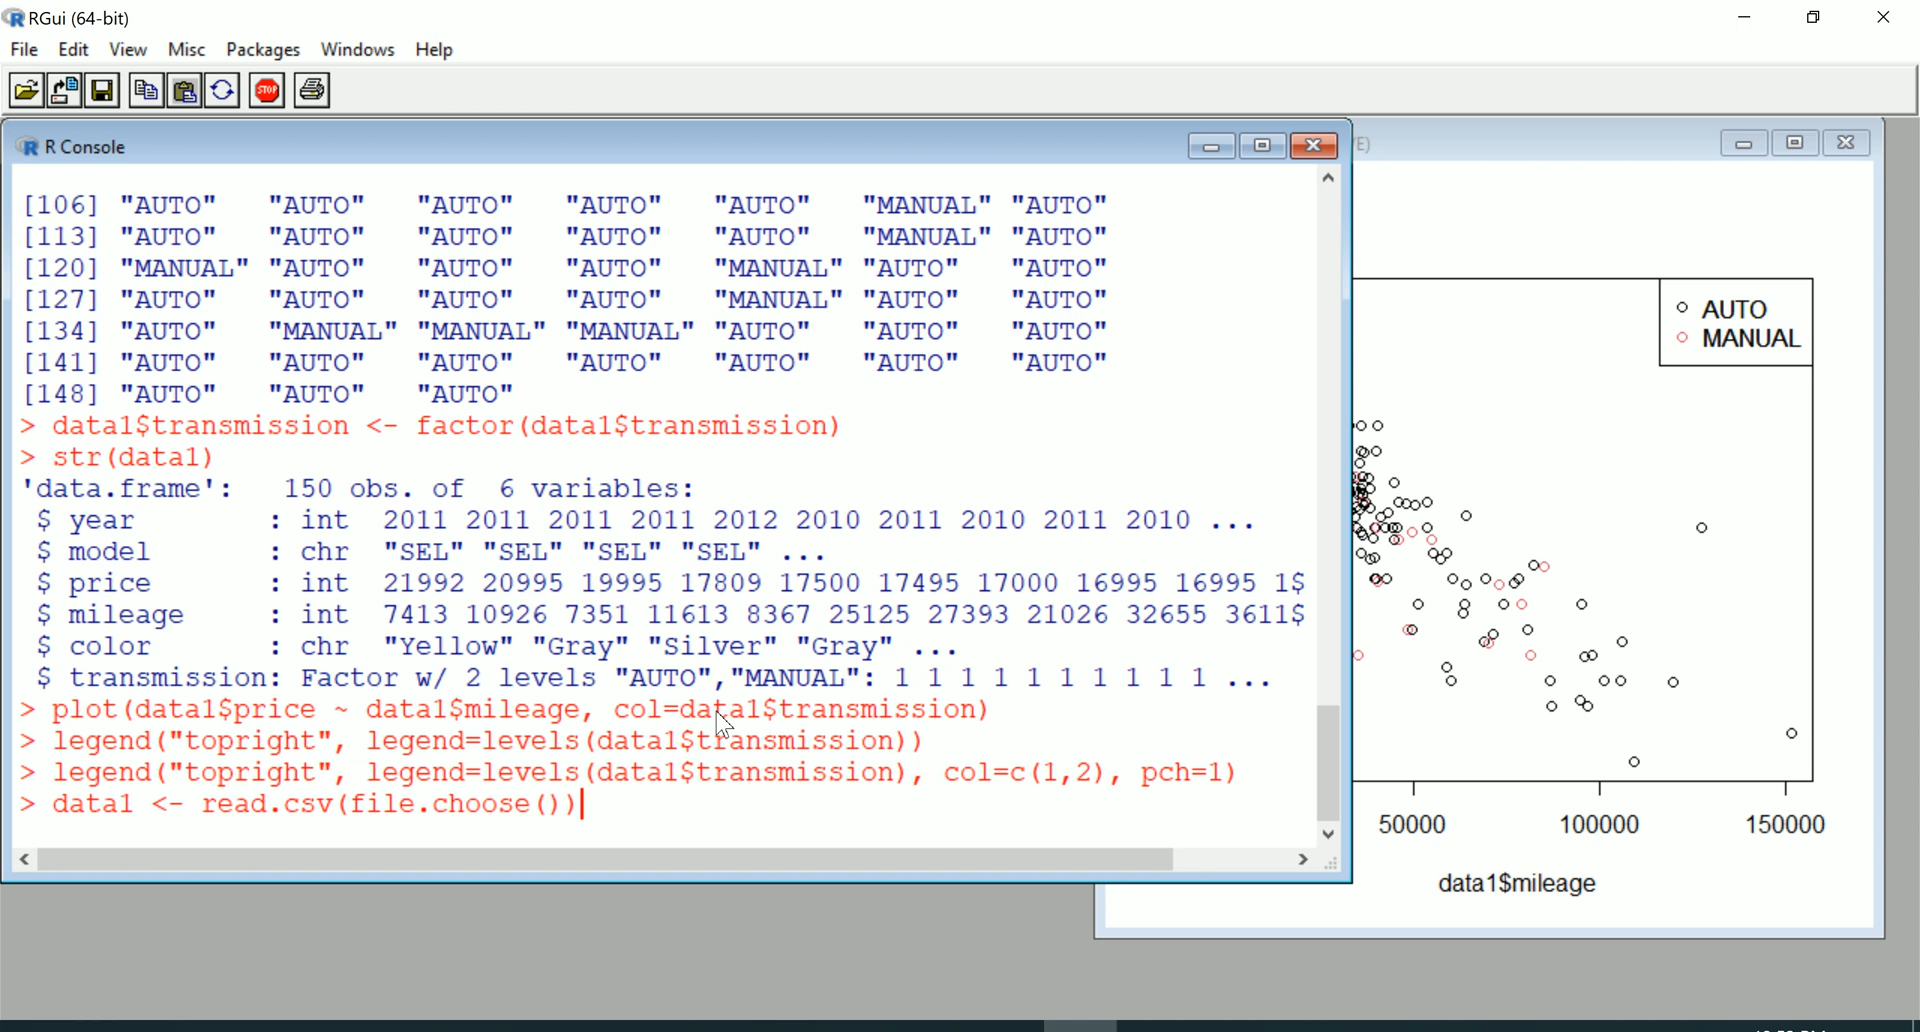 RGui (64-bit)
File Edit View Misc Packages Windows Help
STOP
R Console
[106] "AUTO" "AUTO" "AUTO" "AUTO" "AUTO" "MANUAL" "AUTO"
[113] "AUTO" "AUTO" "AUTO" "AUTO" "AUTO" "MANUAL" "AUTO"
[120] "MANUAL" "AUTO" "AUTO" "AUTO" "MANUAL" "AUTO" "AUTO"
[127] "AUTO" "AUTO" "AUTO" "AUTO" "MANUAL" "AUTO" "AUTO"
[134] "AUTO" "MANUAL" "MANUAL" "MANUAL" "AUTO" "AUTO" "AUTO"
[141] "AUTO" "AUTO" "AUTO" "AUTO" "AUTO" "AUTO" "AUTO"
[148] "AUTO" "AUTO" "AUTO"
> data1$transmission <- factor(data1$transmission)
> str(data1)
'data.frame': 150 obs. of 6 variables:
$ year : int 2011 2011 2011 2011 2012 2010 2011 2010 2011 2010 ...
$ model : chr "SEL" "SEL" "SEL" "SEL" ...
$ price : int 21992 20995 19995 17809 17500 17495 17000 16995 16995 1$
$ mileage : int 7413 10926 7351 11613 8367 25125 27393 21026 32655 3611$
$ color : chr "Yellow" "Gray" "Silver" "Gray" ...
$ transmission: Factor w/ 2 levels "AUTO","MANUAL": 1 1 1 1 1 1 1 1 1 1 ...
> plot(data1$price ~ data1$mileage, col=data1$transmission)
> legend("topright", legend=levels(data1$transmission))
> legend("topright", legend=levels(data1$transmission), col=c(1,2), pch=1)
> data1 <- read.csv(file.choose())
E)
AUTO
MANUAL
50000 100000 150000
data1$mileage